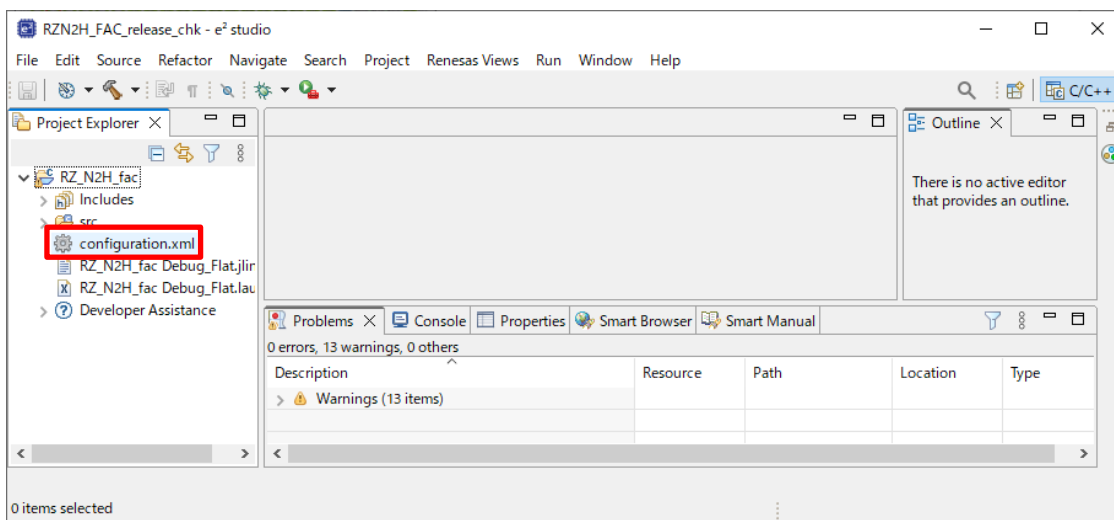 RZN2H_FAC_release_chk - e² studio
File Edit Source Refactor Navigate Search Project Renesas Views Run Window Help
C/C++
Project Explorer
RZ_N2H_fac
Includes
src
configuration.xml
RZ_N2H_fac Debug_Flat.jlin
RZ_N2H_fac Debug_Flat.lau
Developer Assistance
Outline
There is no active editor
that provides an outline.
Problems Console Properties Smart Browser Smart Manual
0 errors, 13 warnings, 0 others
Description Resource Path Location Type
Warnings (13 items)
0 items selected